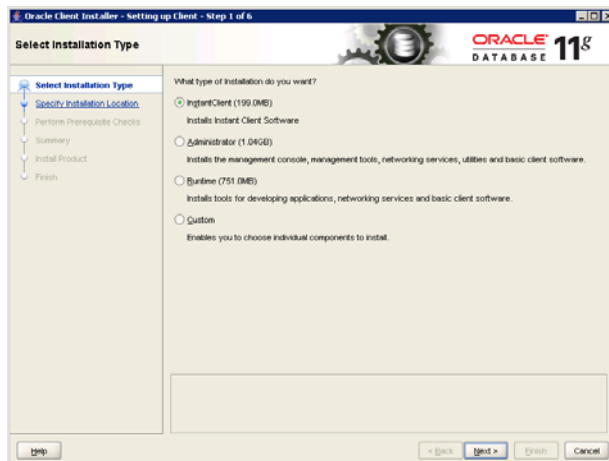 Oracle Client Installer - Setting up Client - Step 1 of 6
Select Installation Type
ORACLE
DATABASE 11g
Select Installation Type
Specify Installation Location
Perform Prerequisite Checks
Summary
Install Product
Finish
What type of installation do you want?
InstantClient (199.0MB)
Installs Instant Client Software
Administrator (1.04GB)
Installs the management console, management tools, networking services, utilities and basic client software.
Runtime (751.0MB)
Installs tools for developing applications, networking services and basic client software.
Custom
Enables you to choose individual components to install.
Help
< Back
Next >
Finish
Cancel